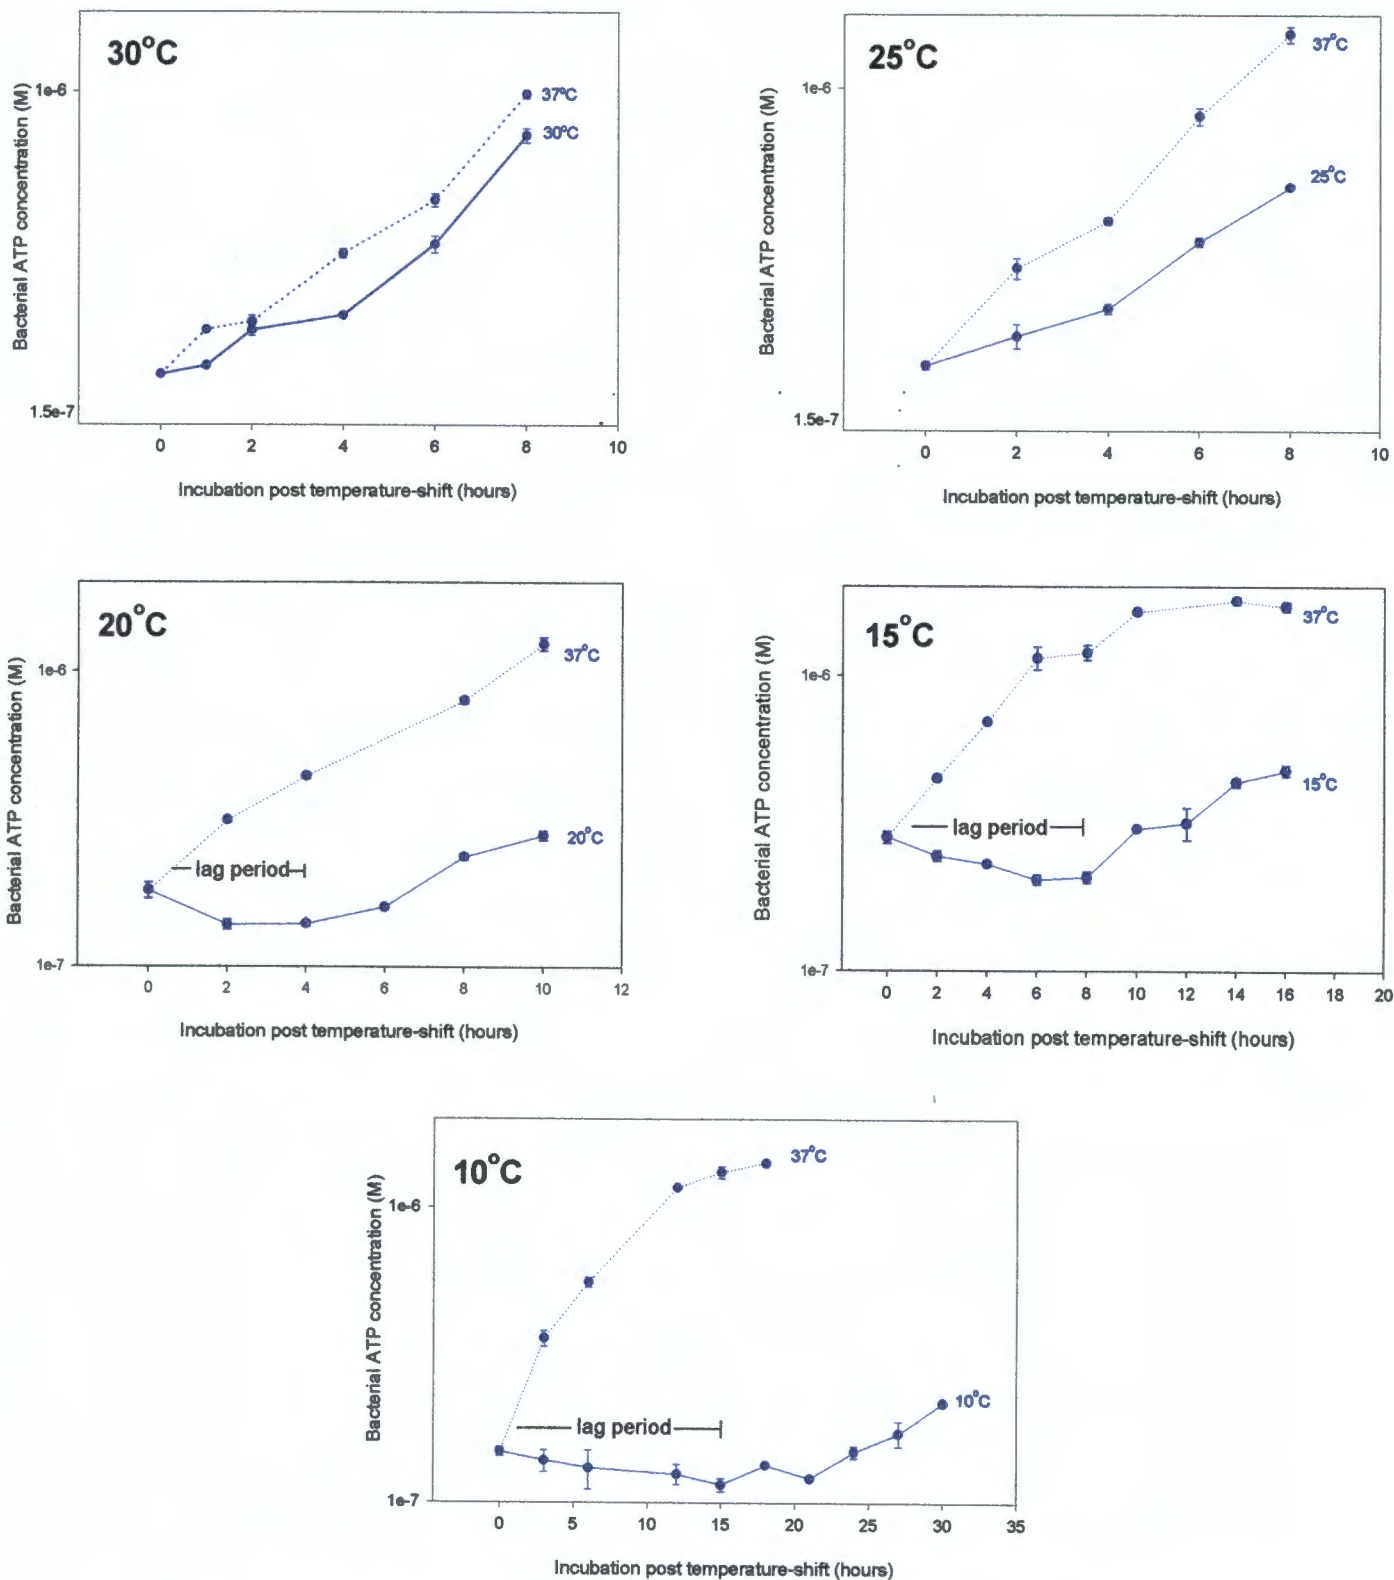 30°C
Bacterial ATP concentration (M)
1e-6
1.5e-7
37°C
30°C
0 2 4 6 8 10
Incubation post temperature-shift (hours)
25°C
Bacterial ATP concentration (M)
1e-6
1.5e-7
37°C
25°C
0 2 4 6 8 10
Incubation post temperature-shift (hours)
20°C
Bacterial ATP concentration (M)
1e-6
1e-7
37°C
lag period
20°C
0 2 4 6 8 10 12
Incubation post temperature-shift (hours)
15°C
Bacterial ATP concentration (M)
1e-6
1e-7
37°C
lag period
15°C
0 2 4 6 8 10 12 14 16 18 20
Incubation post temperature-shift (hours)
10°C
Bacterial ATP concentration (M)
1e-6
1e-7
37°C
lag period
10°C
0 5 10 15 20 25 30 35
Incubation post temperature-shift (hours)